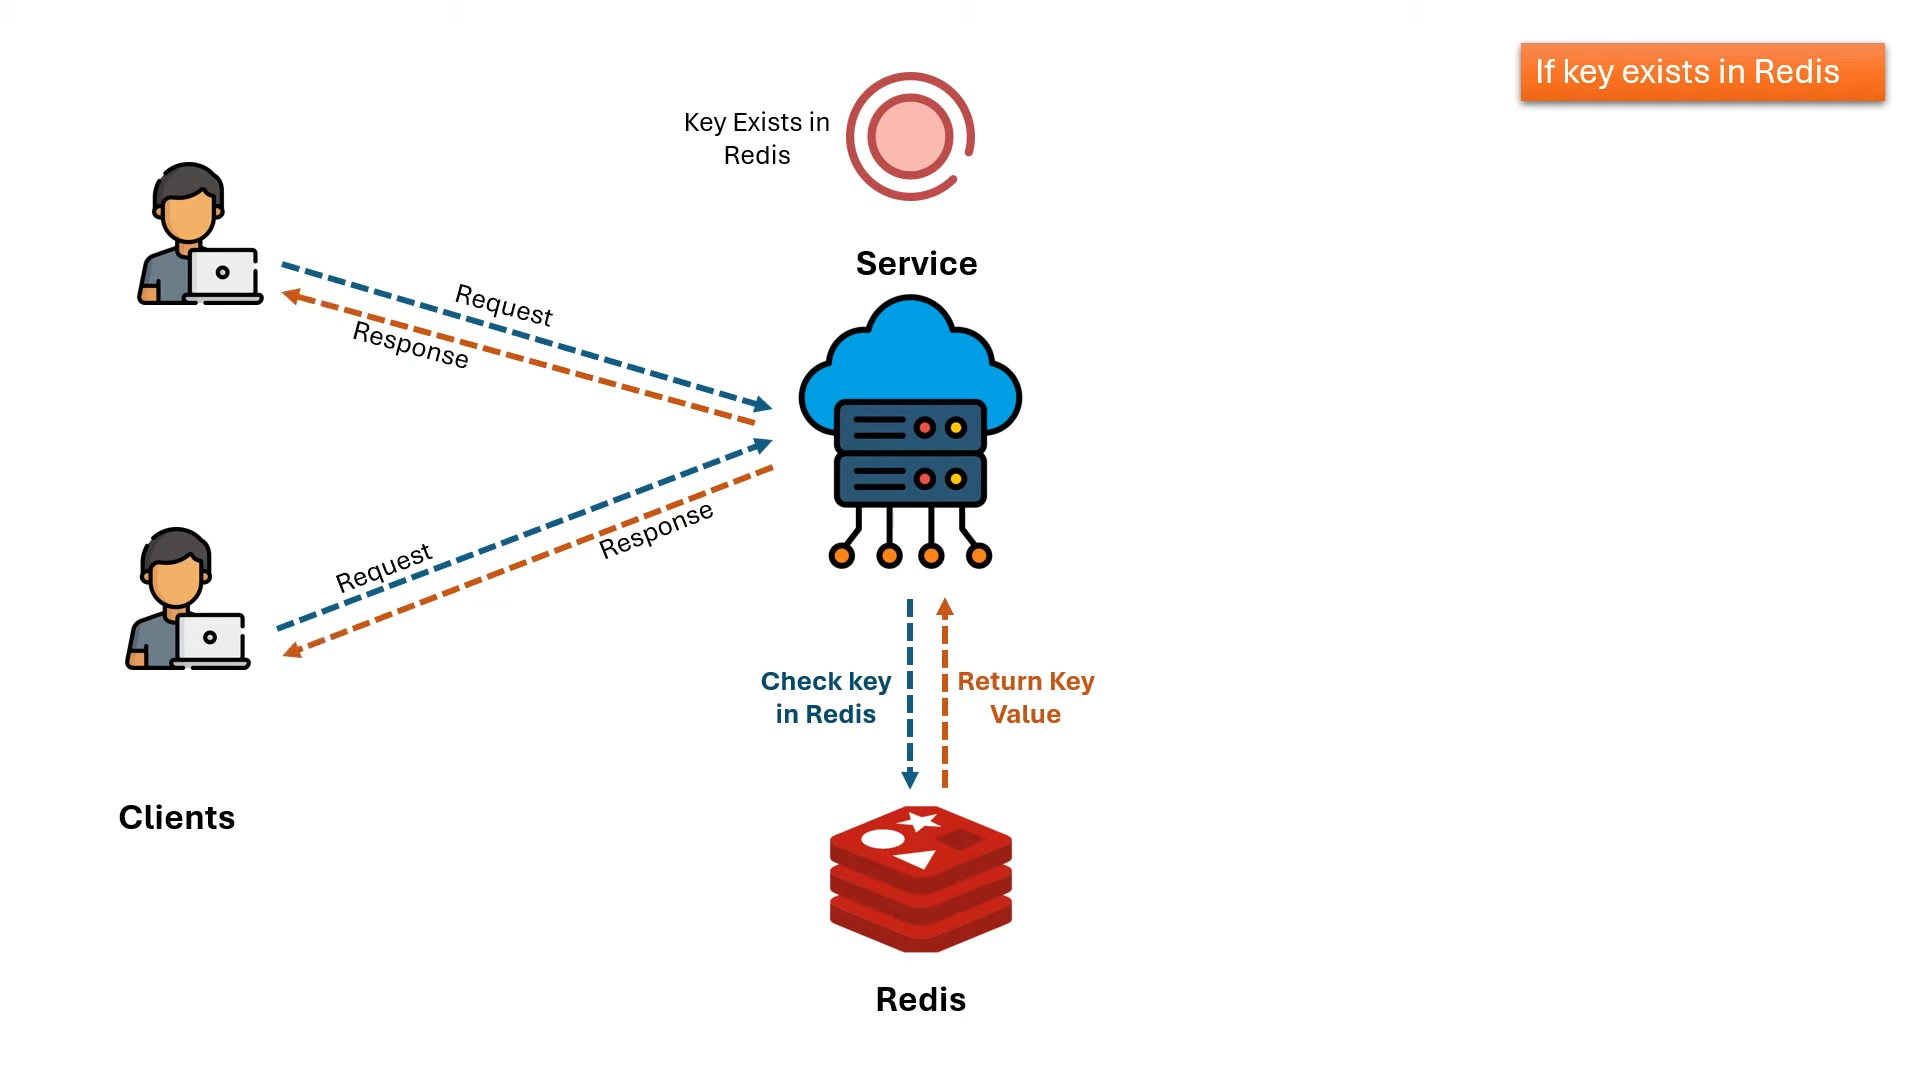 If key exists in Redis
Key Exists in
Redis
Service
Request
Response
Request
Response
Check key
in Redis
Return Key
Value
Clients
Redis